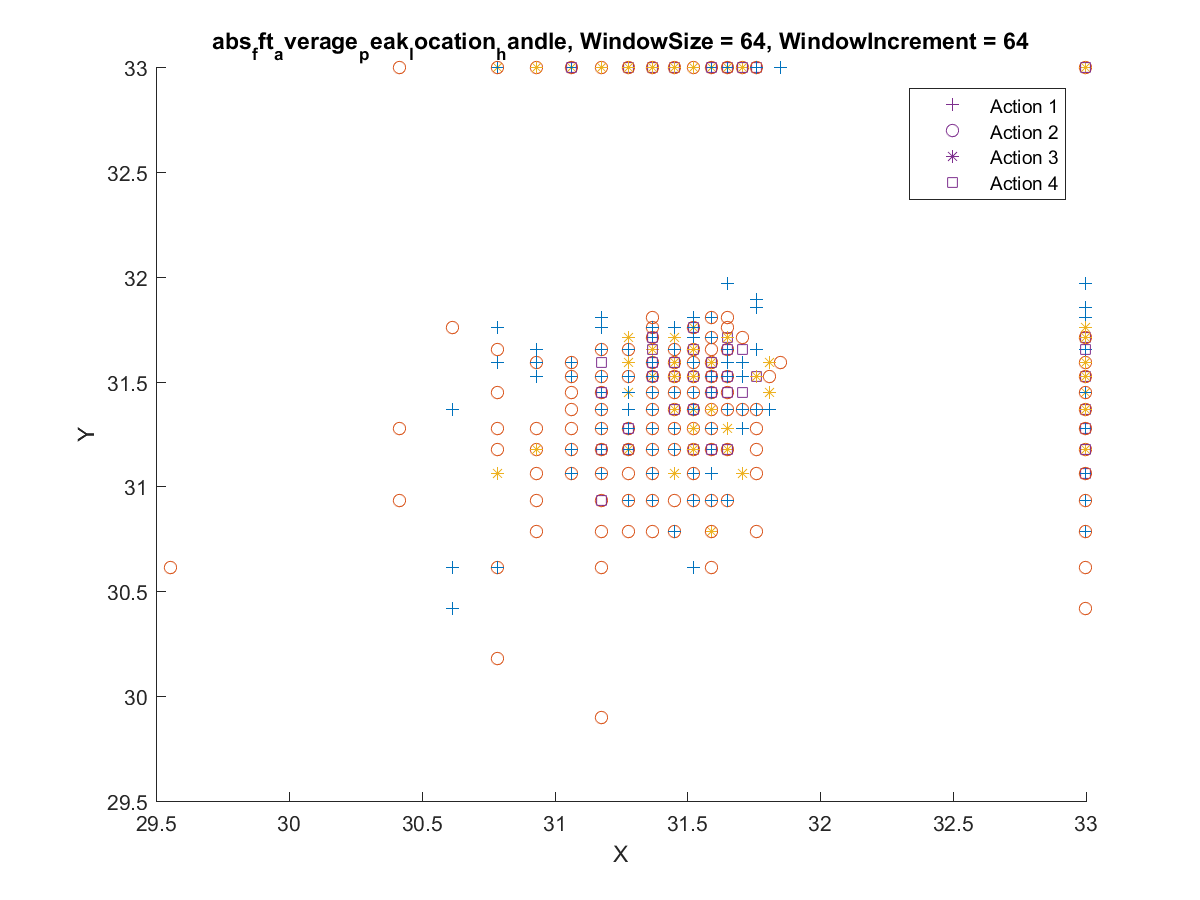 abs_fft_average_peak_location_handle, WindowSize = 64, WindowIncrement = 64
33
32.5
32
31.5
31
30.5
30
29.5
Y
Action 1
Action 2
Action 3
Action 4
29.5 30 30.5 31 31.5 32 32.5 33
X